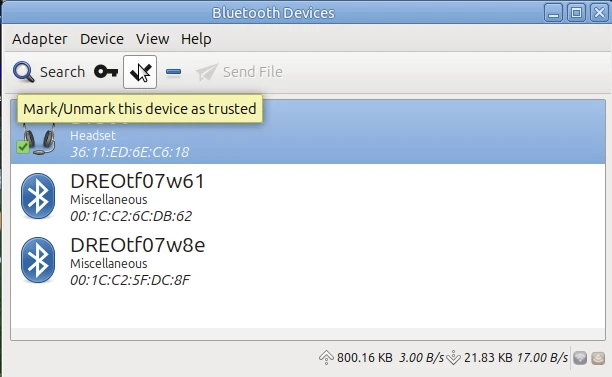 Bluetooth Devices
Adapter Device View Help
Search Send File
Mark/Unmark this device as trusted
Headset
36:11:ED:6E:C6:18
DREOtf07w61
Miscellaneous
00:1C:C2:6C:DB:62
DREOtf07w8e
Miscellaneous
00:1C:C2:5F:DC:8F
800.16 KB 3.00 B/s 21.83 KB 17.00 B/s